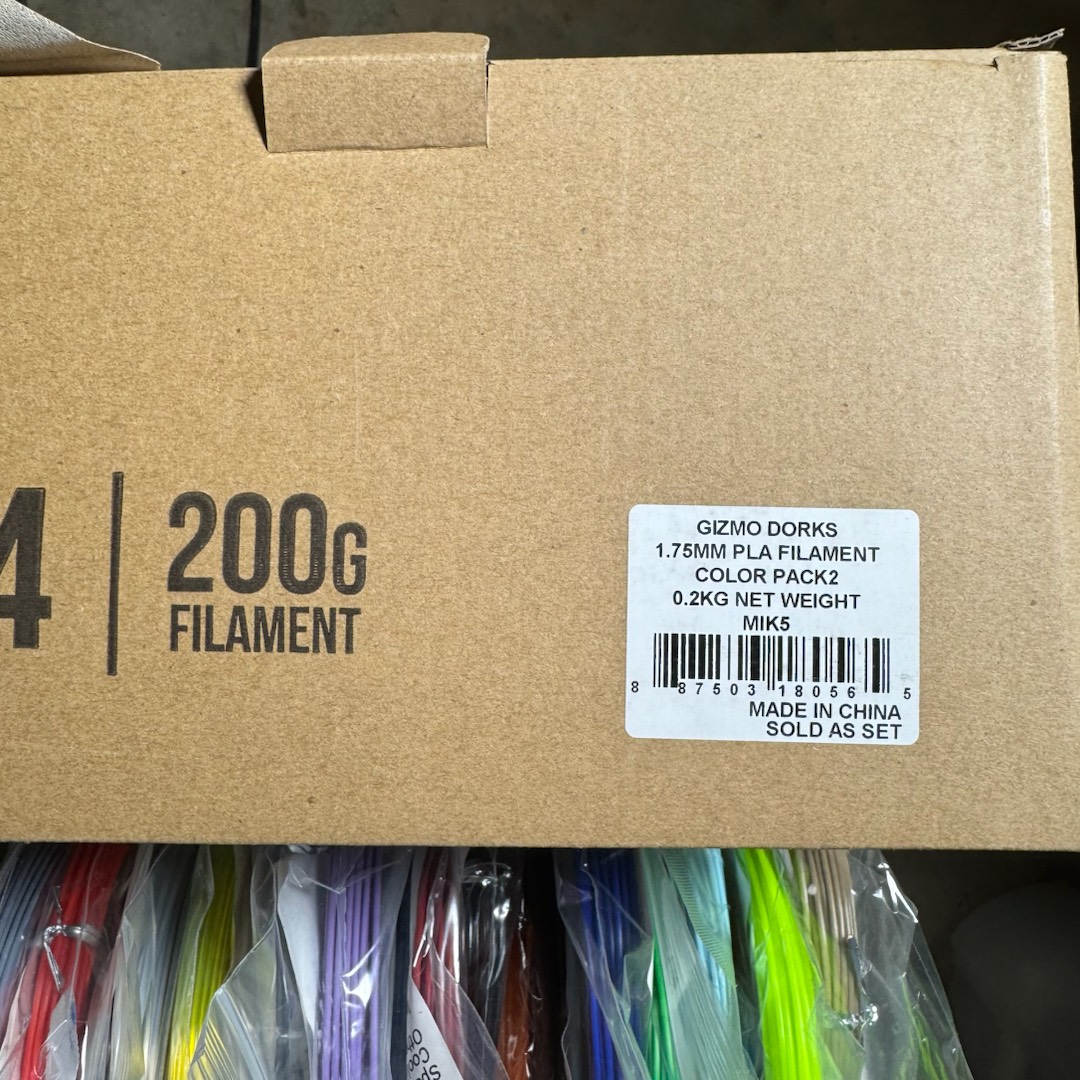 4 | 200G
FILAMENT
GIZMO DORKS
1.75MM PLA FILAMENT
COLOR PACK2
0.2KG NET WEIGHT
MIK5
8 87503 18056 5
MADE IN CHINA
SOLD AS SET